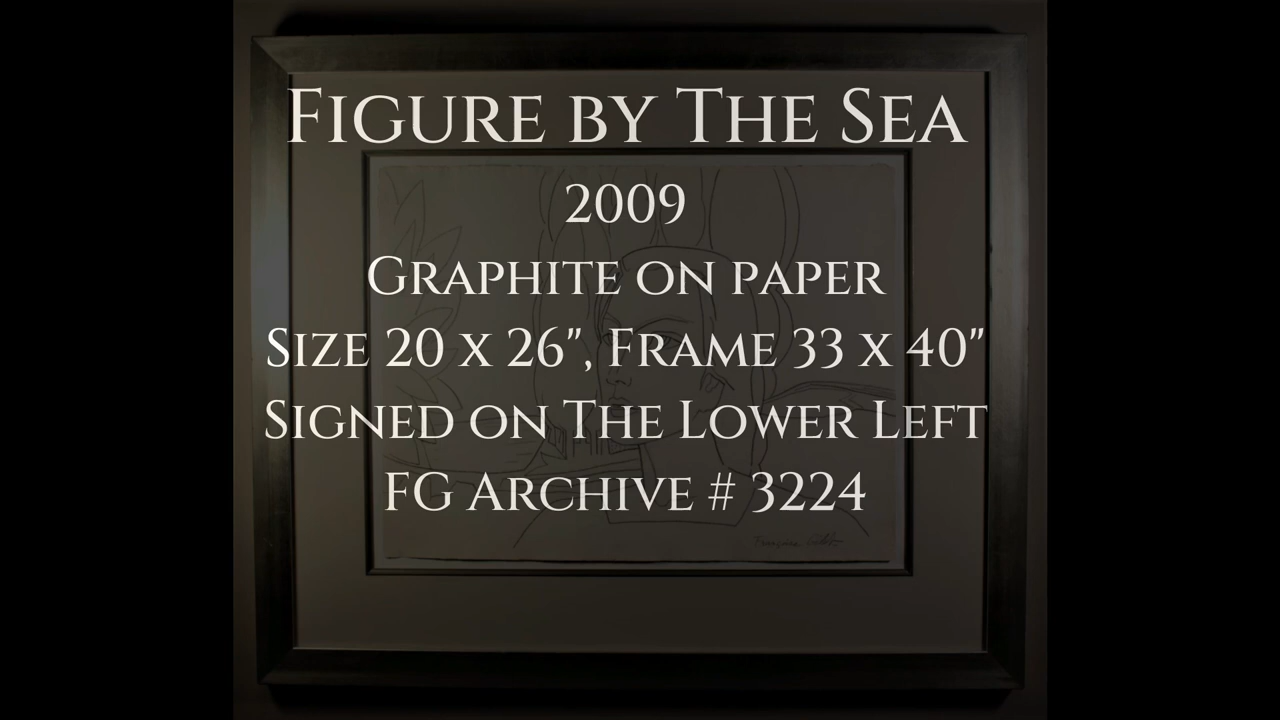 Figure by The Sea
2009
Graphite on paper
Size 20 x 26", Frame 33 x 40"
Signed on The Lower Left
FG Archive # 3224